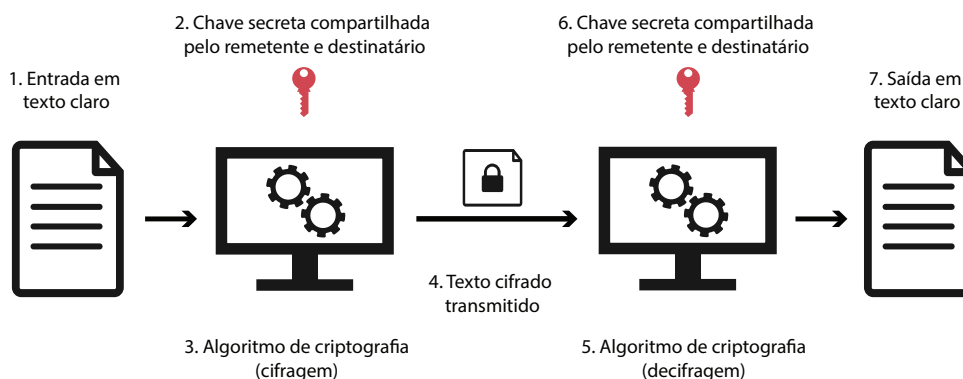 1. Entrada em
texto claro
2. Chave secreta compartilhada
pelo remetente e destinatário
3. Algoritmo de criptografia
(cifragem)
4. Texto cifrado
transmitido
5. Algoritmo de criptografia
(decifragem)
6. Chave secreta compartilhada
pelo remetente e destinatário
7. Saída em
texto claro